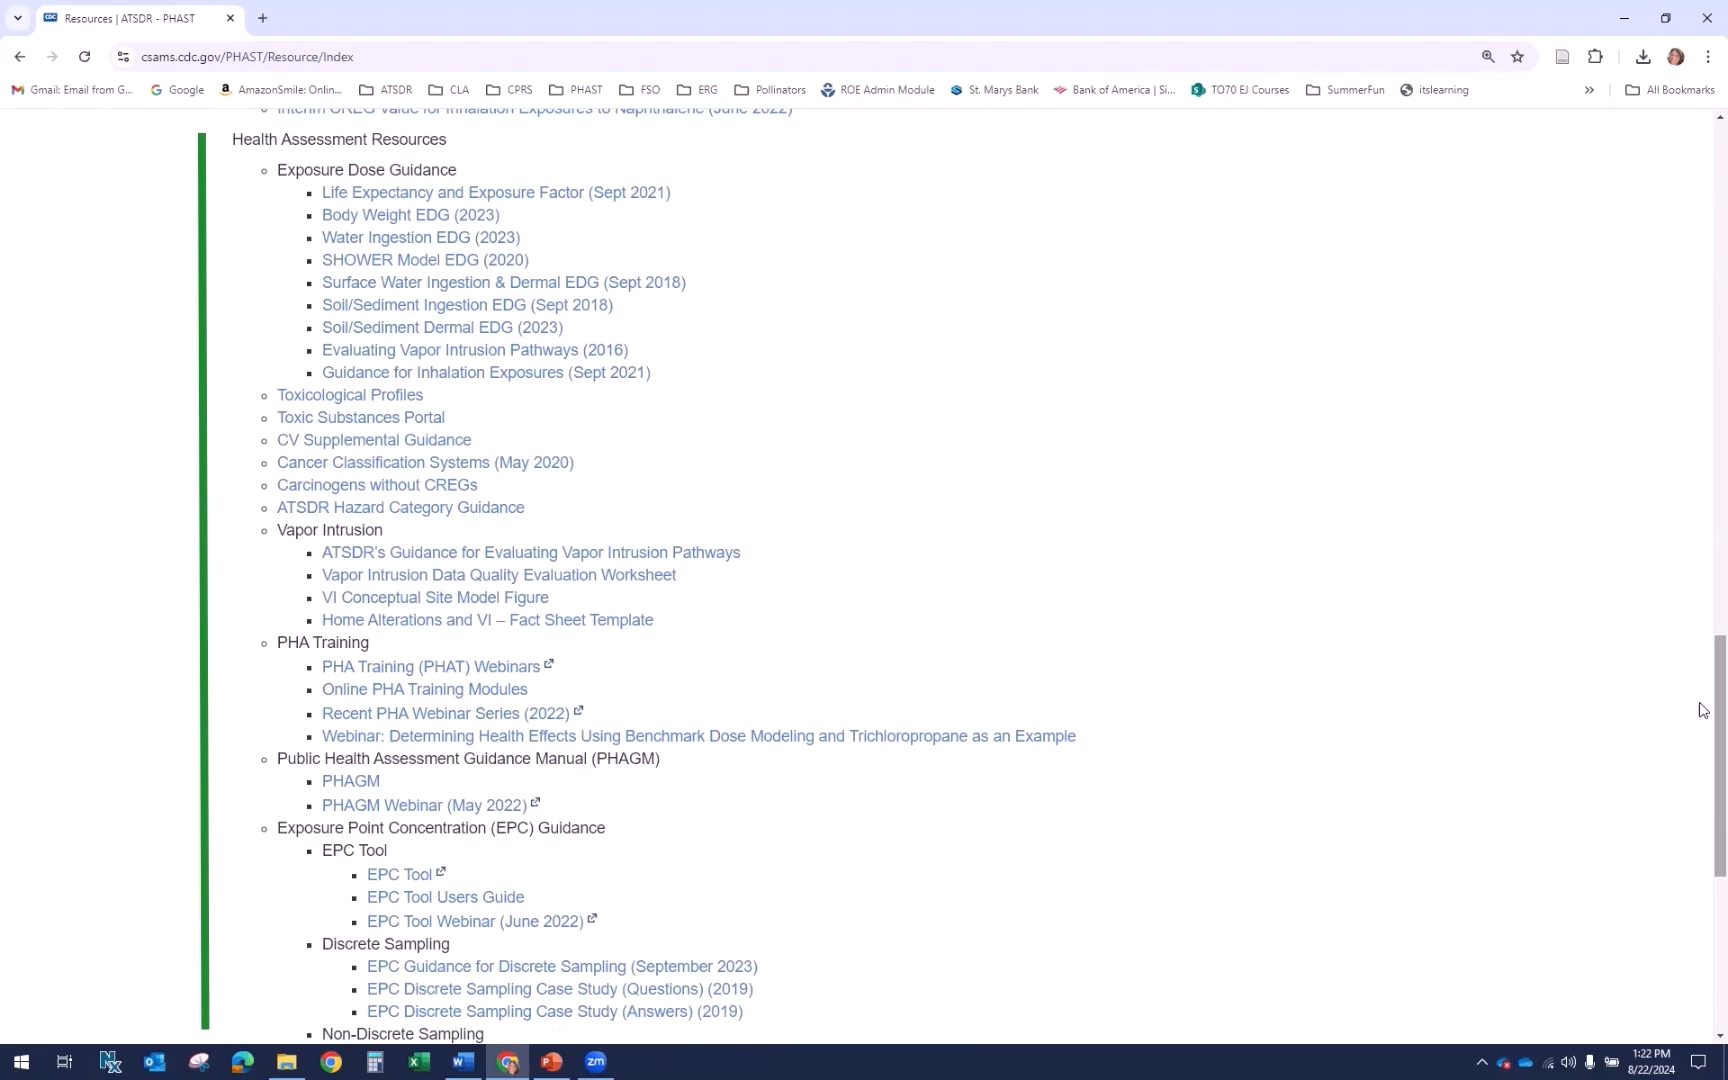 Resources | ATSDR - PHAST
csams.cdc.gov/PHAST/Resource/Index
Gmail: Email from G... Google AmazonSmile: Onlin... ATSDR CLA CPRS PHAST FSO ERG Pollinators ROE Admin Module St. Marys Bank Bank of America | Si... TO70 EJ Courses SummerFun itslearning » All Bookmarks
Interim CREG Value for Inhalation Exposures to Naphthalene (June 2022)
Health Assessment Resources
Exposure Dose Guidance
Life Expectancy and Exposure Factor (Sept 2021)
Body Weight EDG (2023)
Water Ingestion EDG (2023)
SHOWER Model EDG (2020)
Surface Water Ingestion & Dermal EDG (Sept 2018)
Soil/Sediment Ingestion EDG (Sept 2018)
Soil/Sediment Dermal EDG (2023)
Evaluating Vapor Intrusion Pathways (2016)
Guidance for Inhalation Exposures (Sept 2021)
Toxicological Profiles
Toxic Substances Portal
CV Supplemental Guidance
Cancer Classification Systems (May 2020)
Carcinogens without CREGs
ATSDR Hazard Category Guidance
Vapor Intrusion
ATSDR's Guidance for Evaluating Vapor Intrusion Pathways
Vapor Intrusion Data Quality Evaluation Worksheet
VI Conceptual Site Model Figure
Home Alterations and VI – Fact Sheet Template
PHA Training
PHA Training (PHAT) Webinars
Online PHA Training Modules
Recent PHA Webinar Series (2022)
Webinar: Determining Health Effects Using Benchmark Dose Modeling and Trichloropropane as an Example
Public Health Assessment Guidance Manual (PHAGM)
PHAGM
PHAGM Webinar (May 2022)
Exposure Point Concentration (EPC) Guidance
EPC Tool
EPC Tool
EPC Tool Users Guide
EPC Tool Webinar (June 2022)
Discrete Sampling
EPC Guidance for Discrete Sampling (September 2023)
EPC Discrete Sampling Case Study (Questions) (2019)
EPC Discrete Sampling Case Study (Answers) (2019)
Non-Discrete Sampling
zm
1:22 PM
8/22/2024